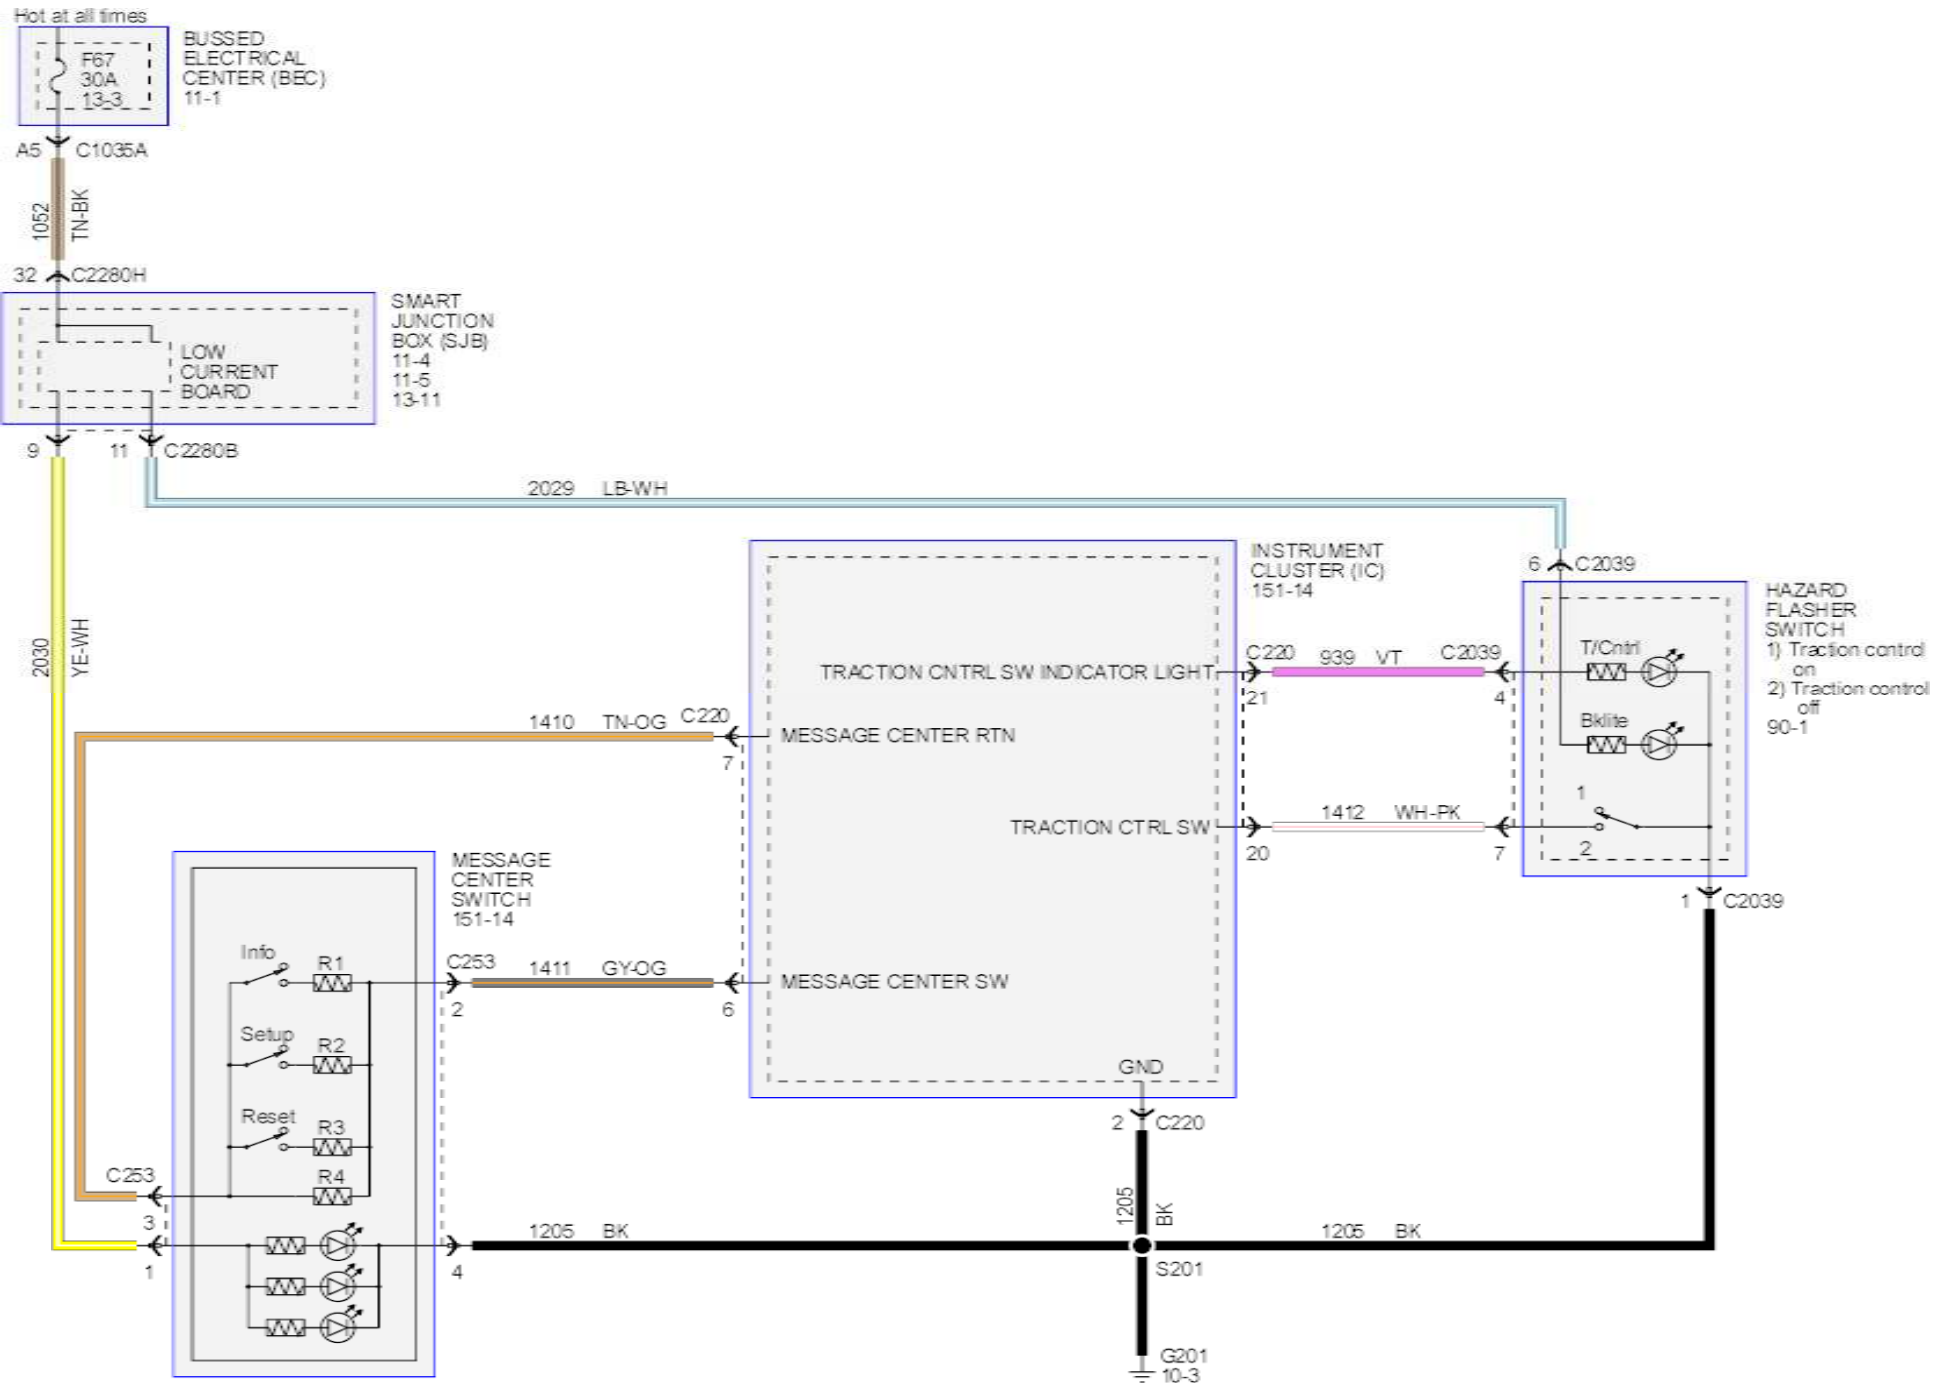 Hot at all times
F67
30A
13-3
BUSSED
ELECTRICAL
CENTER (BEC)
11-1
A5
C1035A
1052
TN-BK
32
C2280H
SMART
JUNCTION
BOX (SJB)
11-4
11-5
13-11
LOW
CURRENT
BOARD
9
11
C2280B
2029 LB-WH
2030
YE-WH
INSTRUMENT
CLUSTER (IC)
151-14
6
C2039
HAZARD
FLASHER
SWITCH
1) Traction control
on
2) Traction control
off
90-1
TRACTION CNTRL SW INDICATOR LIGHT
C220
21
939 VT
C2039
4
T/Cntrl
Bklite
1410 TN-OG
C220
7
MESSAGE CENTER RTN
TRACTION CTRL SW
20
1412 WH-PK
7
1
2
1
C2039
MESSAGE
CENTER
SWITCH
151-14
Info
R1
C253
2
1411 GY-OG
6
MESSAGE CENTER SW
Setup
R2
Reset
R3
R4
GND
2
C220
C253
3
1
1205
BK
1205 BK
4
1205 BK
S201
G201
10-3